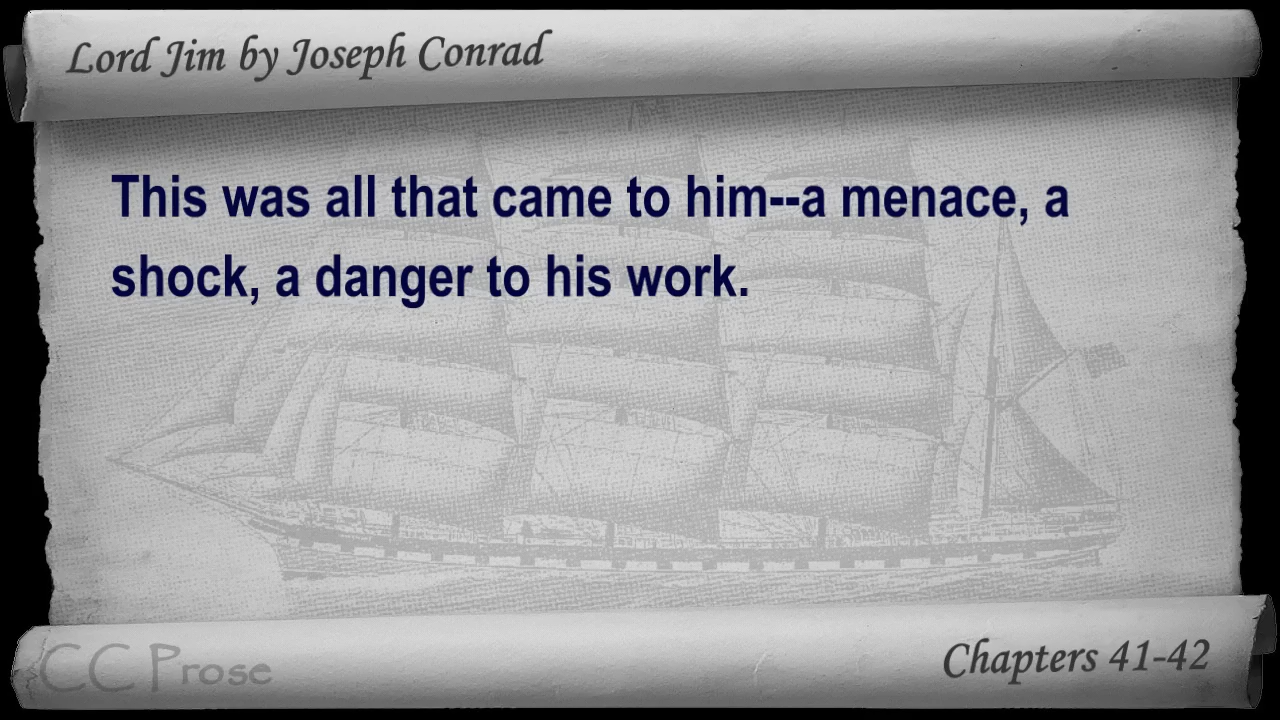 Lord Jim by Joseph Conrad
This was all that came to him--a menace, a
shock, a danger to his work.
CC Prose
Chapters 41-42